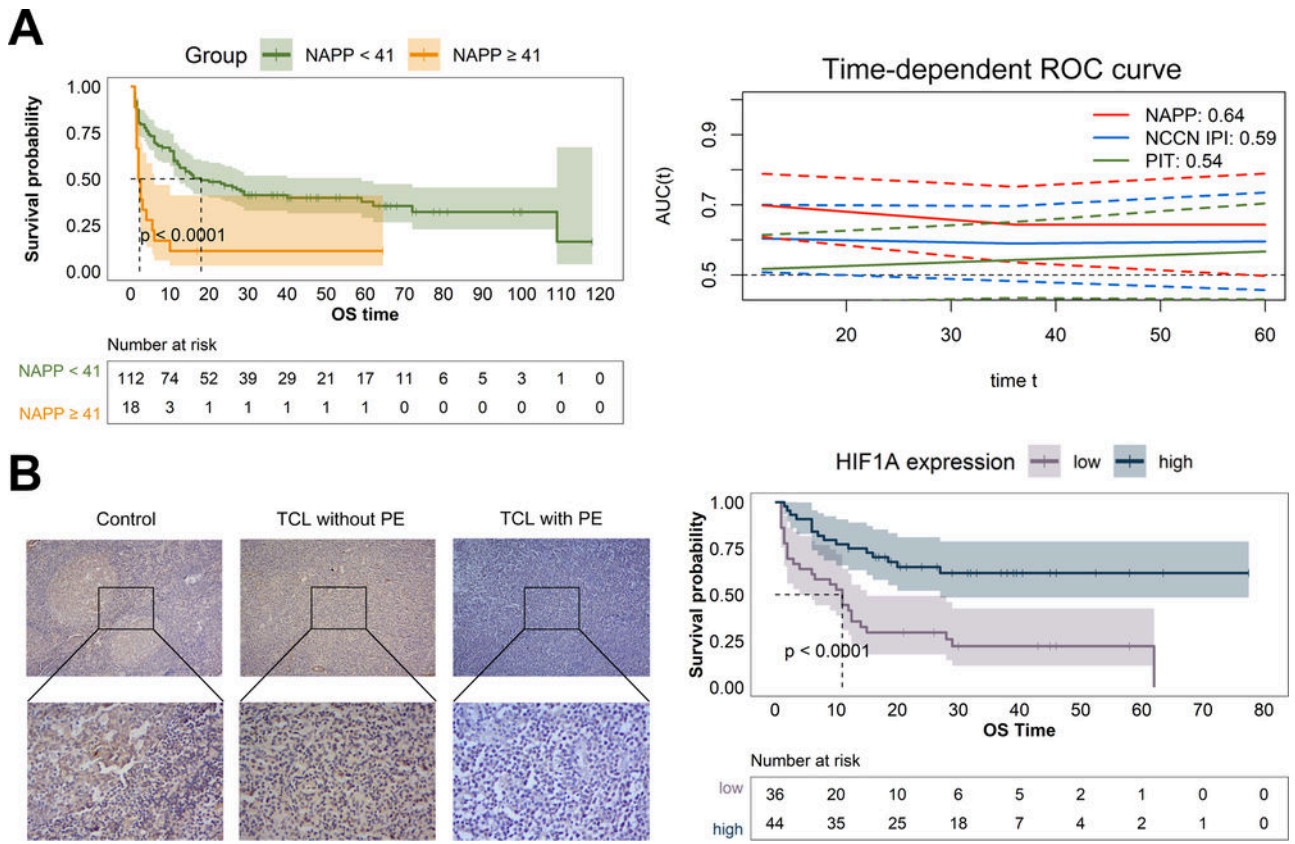 A
Group NAPP < 41 NAPP ≥ 41
Survival probability
1.00
0.75
0.50
0.25
0.00
p < 0.0001
0 10 20 30 40 50 60 70 80 90 100 110 120
OS time
Number at risk
NAPP < 41 112 74 52 39 29 21 17 11 6 5 3 1 0
NAPP ≥ 41 18 3 1 1 1 1 1 0 0 0 0 0 0
Time-dependent ROC curve
AUC(t)
0.9
0.7
0.5
NAPP: 0.64
NCCN IPI: 0.59
PIT: 0.54
20 30 40 50 60
time t
B
Control TCL without PE TCL with PE
HIF1A expression low high
Survival probability
1.00
0.75
0.50
0.25
0.00
p < 0.0001
0 10 20 30 40 50 60 70 80
OS Time
Number at risk
low 36 20 10 6 5 2 1 0 0
high 44 35 25 18 7 4 2 1 0